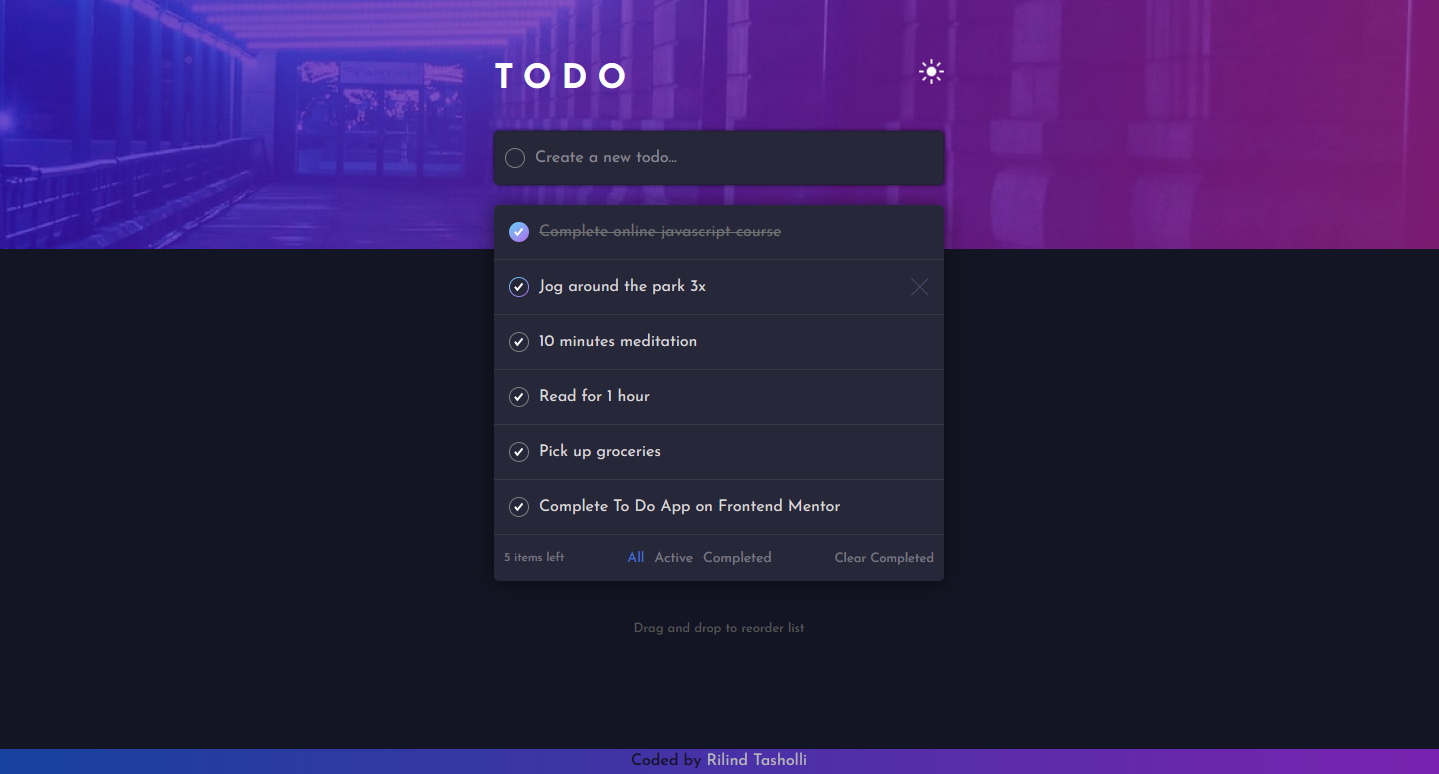 TODO
Create a new todo...
Complete online javascript course
Jog around the park 3x
10 minutes meditation
Read for 1 hour
Pick up groceries
Complete To Do App on Frontend Mentor
5 items left All Active Completed Clear Completed
Drag and drop to reorder list
Coded by Rilind Tasholli